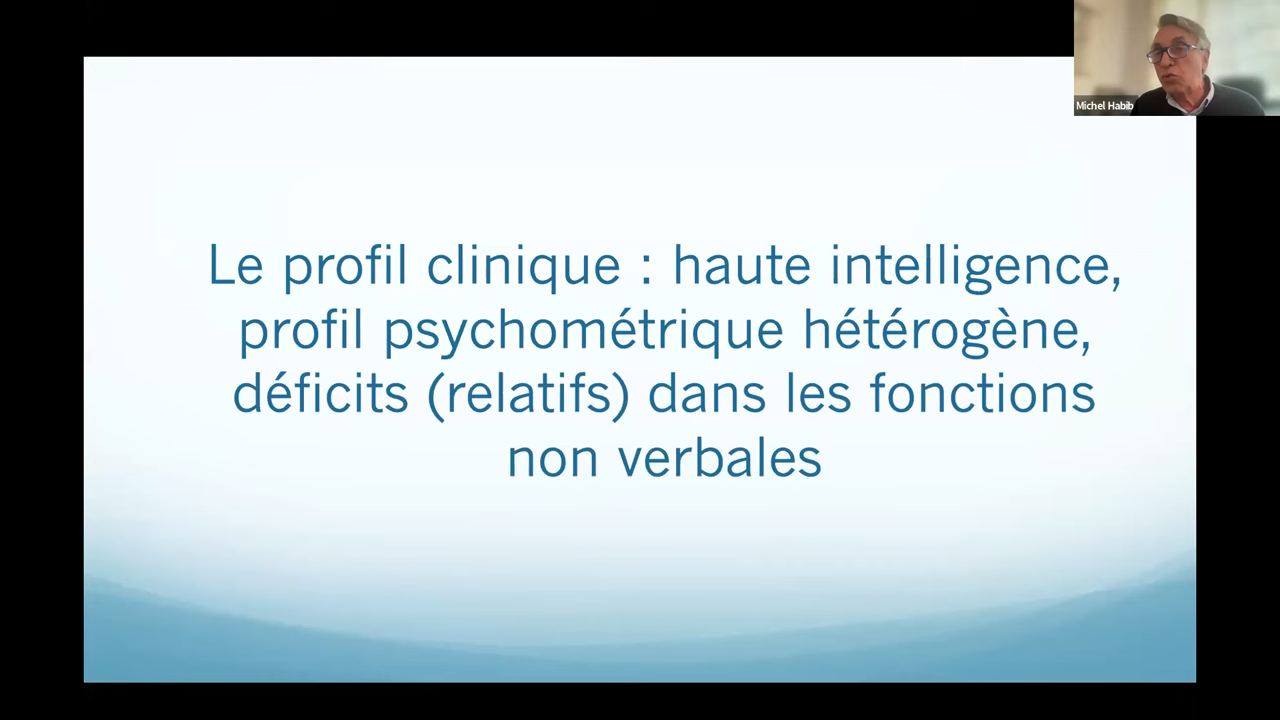 Michel Habib
Le profil clinique : haute intelligence,
profil psychométrique hétérogène,
déficits (relatifs) dans les fonctions
non verbales